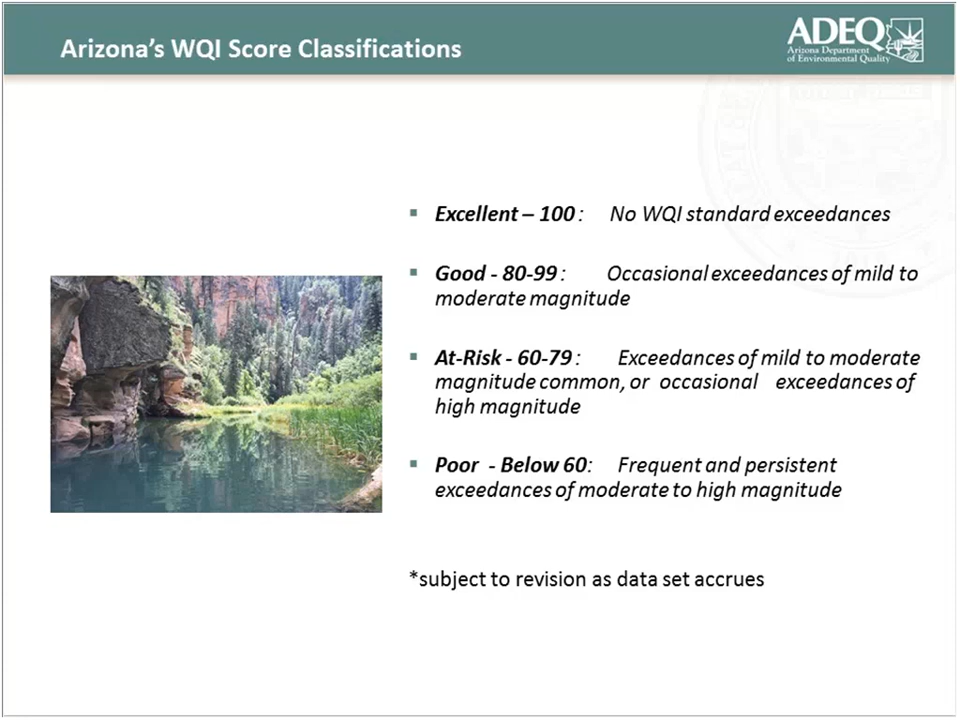 Arizona's WQI Score Classifications
ADEQ
Arizona Department
of Environmental Quality
▪ Excellent – 100 : No WQI standard exceedances
▪ Good - 80-99 : Occasional exceedances of mild to
moderate magnitude
▪ At-Risk - 60-79 : Exceedances of mild to moderate
magnitude common, or occasional exceedances of
high magnitude
▪ Poor - Below 60: Frequent and persistent
exceedances of moderate to high magnitude
*subject to revision as data set accrues